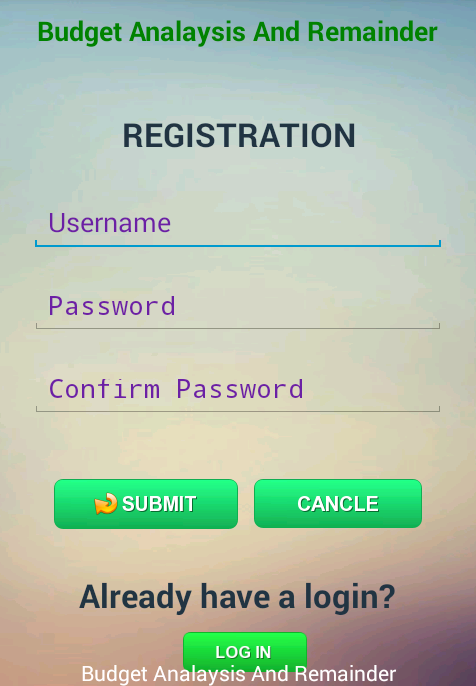 Budget Analaysis And Remainder
REGISTRATION
Username
Password
Confirm Password
SUBMIT
CANCLE
Already have a login?
LOG IN
Budget Analaysis And Remainder